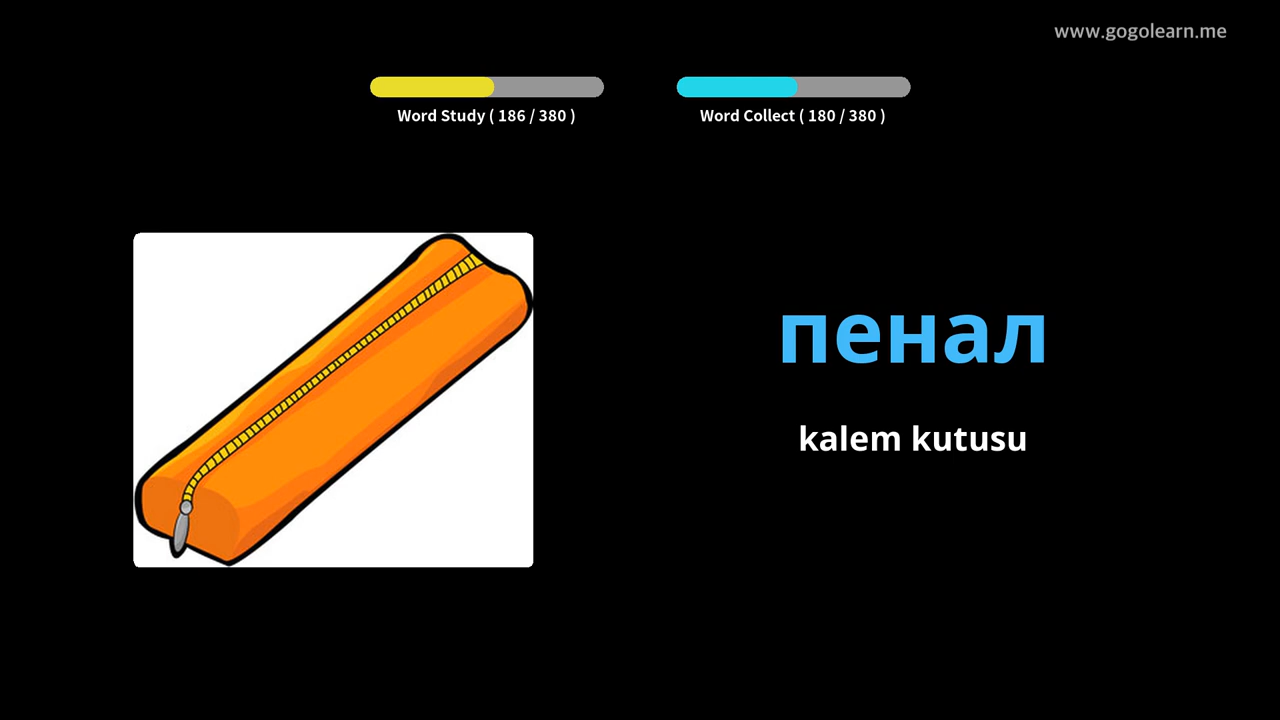 www.gogolearn.me
Word Study ( 186 / 380 )
Word Collect ( 180 / 380 )
пенал
kalem kutusu